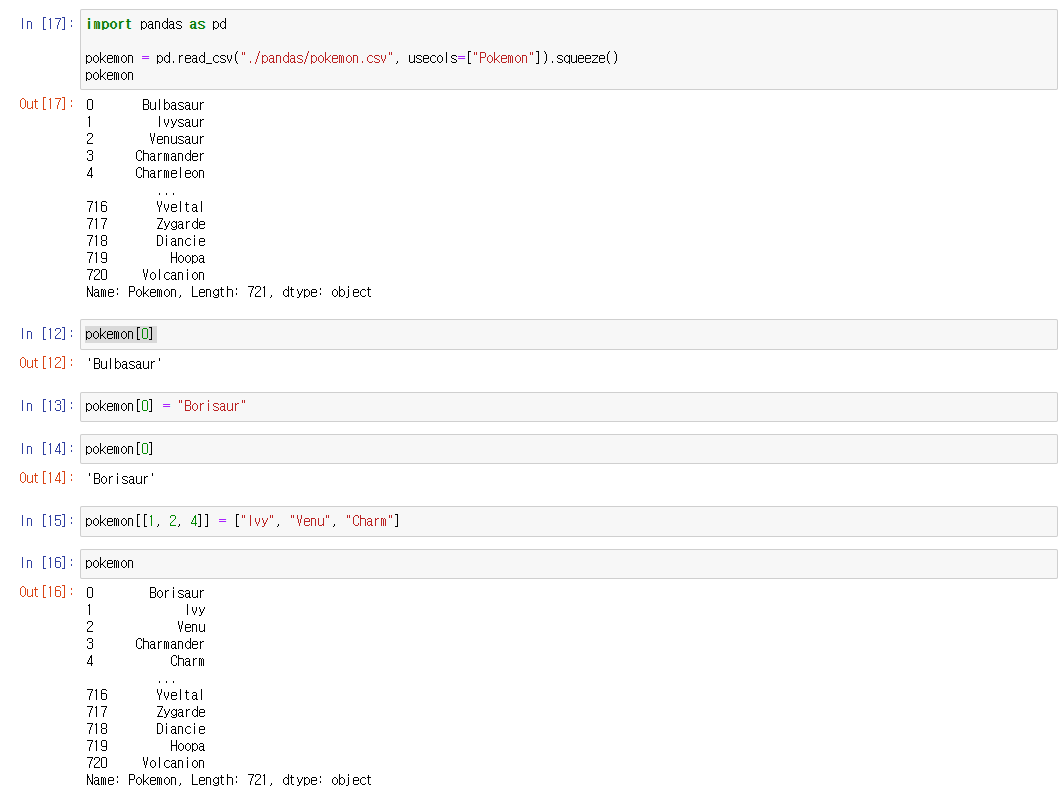 In [17]: import pandas as pd
pokemon = pd.read_csv("./pandas/pokemon.csv", usecols=["Pokemon"]).squeeze()
pokemon
Out[17]: 0 Bulbasaur
1 Ivysaur
2 Venusaur
3 Charmander
4 Charmeleon
...
716 Yveltal
717 Zygarde
718 Diancie
719 Hoopa
720 Volcanion
Name: Pokemon, Length: 721, dtype: object
In [12]: pokemon[0]
Out[12]: 'Bulbasaur'
In [13]: pokemon[0] = "Borisaur"
In [14]: pokemon[0]
Out[14]: 'Borisaur'
In [15]: pokemon[[1, 2, 4]] = ["Ivy", "Venu", "Charm"]
In [16]: pokemon
Out[16]: 0 Borisaur
1 Ivy
2 Venu
3 Charmander
4 Charm
...
716 Yveltal
717 Zygarde
718 Diancie
719 Hoopa
720 Volcanion
Name: Pokemon, Length: 721, dtype: object